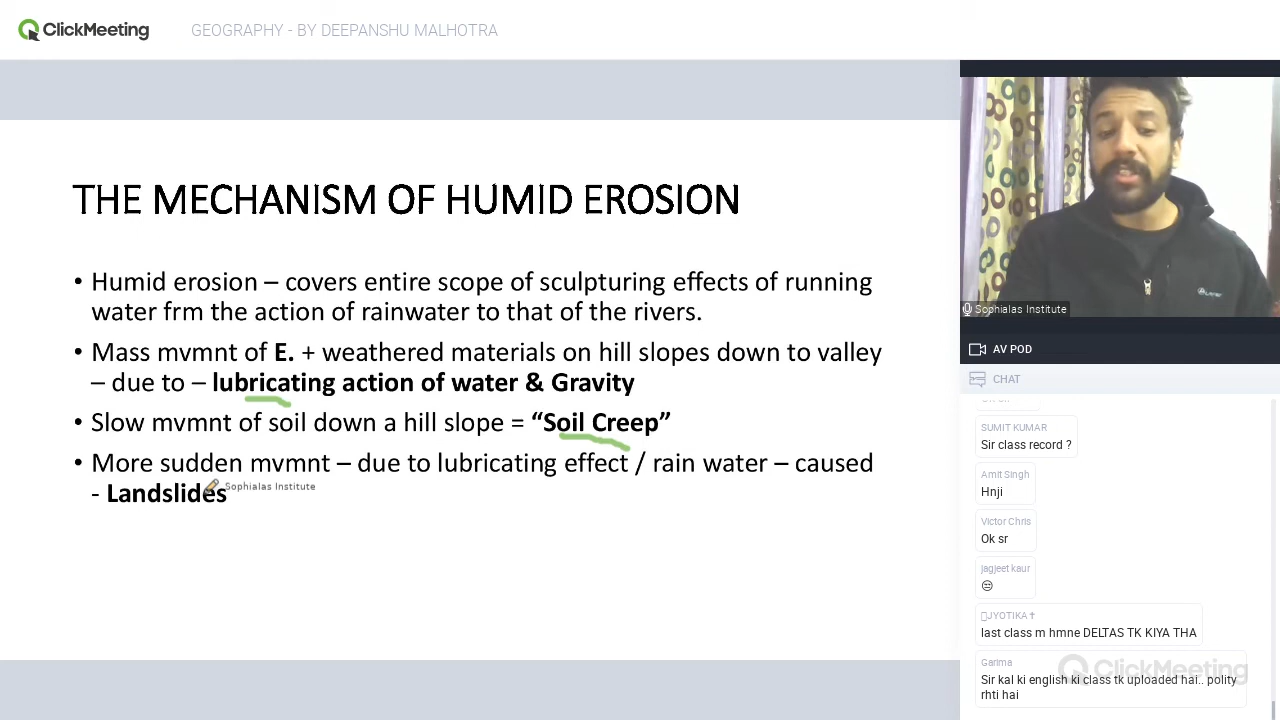 ClickMeeting
GEOGRAPHY - BY DEEPANSHU MALHOTRA
THE MECHANISM OF HUMID EROSION
• Humid erosion – covers entire scope of sculpturing effects of running
water frm the action of rainwater to that of the rivers.
• Mass mvmnt of E. + weathered materials on hill slopes down to valley
– due to – lubricating action of water & Gravity
• Slow mvmnt of soil down a hill slope = “Soil Creep”
• More sudden mvmnt – due to lubricating effect / rain water – caused
- Landslides
Sophialas Institute
Sophialas Institute
AV POD
CHAT
SUMIT KUMAR
Sir class record ?
Amit Singh
Hnji
Victor Chris
Ok sr
jagjeet kaur
😒
JYOTIKA✝
last class m hmne DELTAS TK KIYA THA
Garima
Sir kal ki english ki class tk uploaded hai.. polity
rhti hai
ClickMeeting